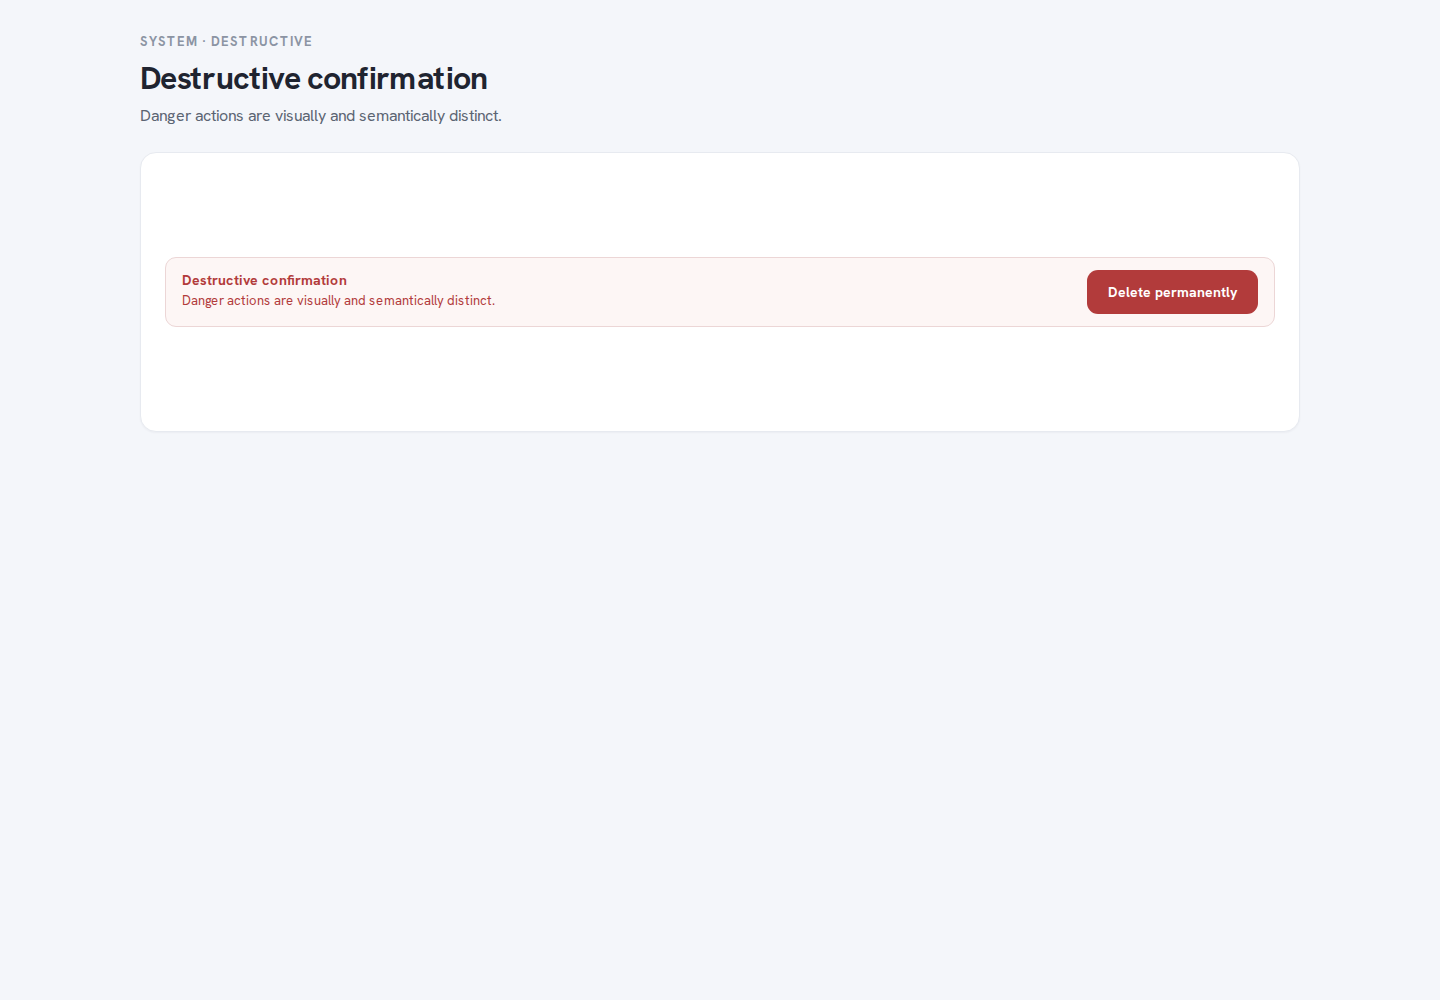 SYSTEM · DESTRUCTIVE
Destructive confirmation
Danger actions are visually and semantically distinct.
Destructive confirmation
Danger actions are visually and semantically distinct.
Delete permanently